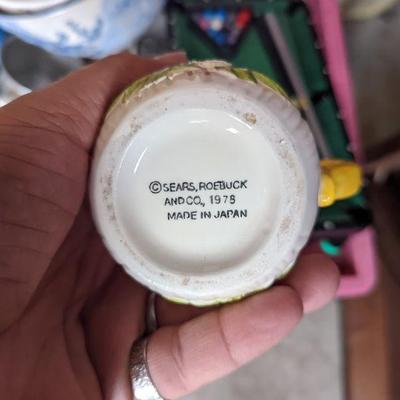 ©SEARS, ROEBUCK
AND CO., 1978
MADE IN JAPAN